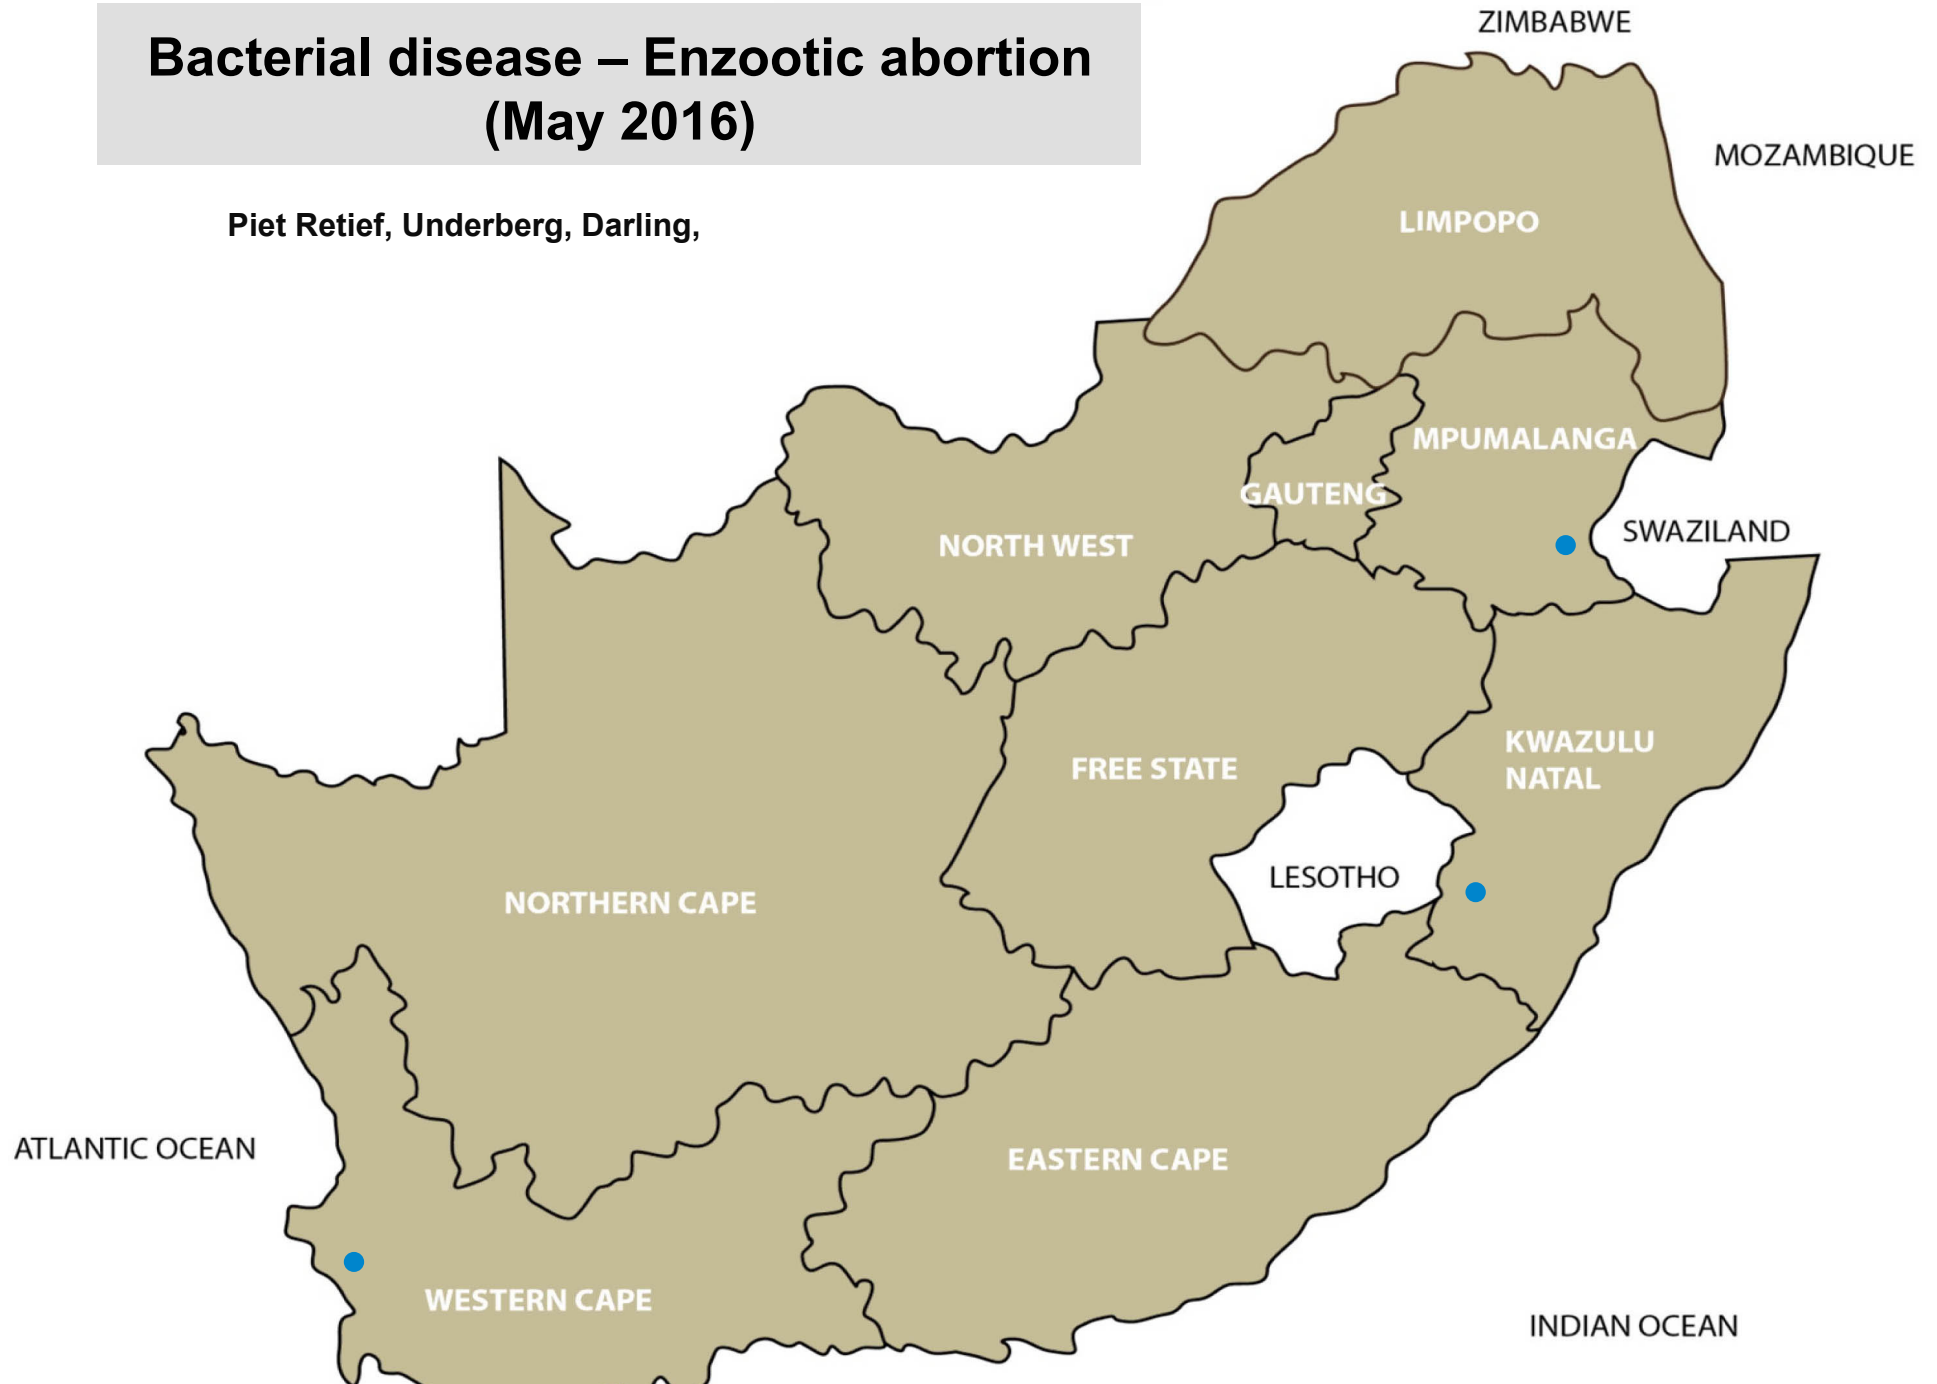 Bacterial disease – Enzootic abortion
(May 2016)
Piet Retief, Underberg, Darling,
ZIMBABWE
MOZAMBIQUE
LIMPOPO
MPUMALANGA
GAUTENG
SWAZILAND
NORTH WEST
KWAZULU
NATAL
FREE STATE
LESOTHO
NORTHERN CAPE
ATLANTIC OCEAN
EASTERN CAPE
WESTERN CAPE
INDIAN OCEAN